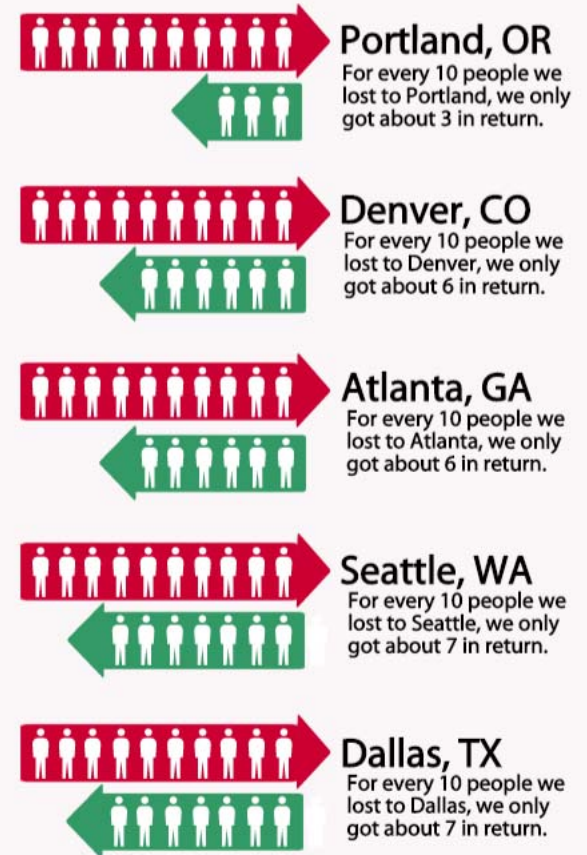 Portland, OR
For every 10 people we
lost to Portland, we only
got about 3 in return.
Denver, CO
For every 10 people we
lost to Denver, we only
got about 6 in return.
Atlanta, GA
For every 10 people we
lost to Atlanta, we only
got about 6 in return.
Seattle, WA
For every 10 people we
lost to Seattle, we only
got about 7 in return.
Dallas, TX
For every 10 people we
lost to Dallas, we only
got about 7 in return.